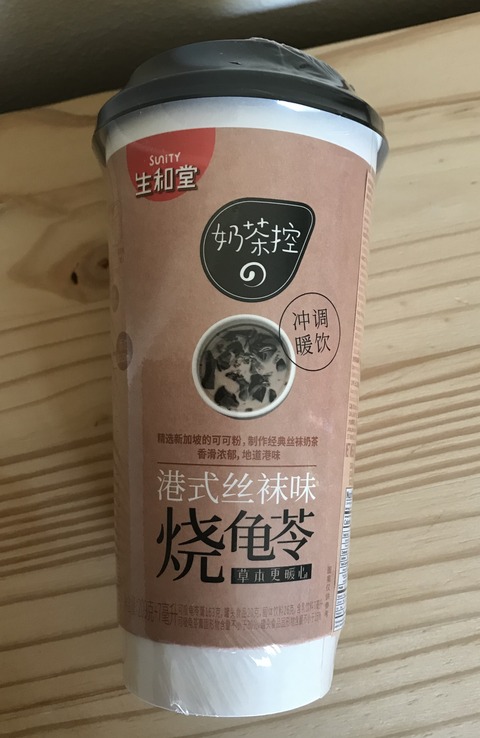 SUNITY
生和堂
奶茶控
冲调
暖饮
精选新加坡的可可粉，制作经典丝袜奶茶
香滑浓郁，地道港味
港式丝袜味
烧龟苓
草本更暖心